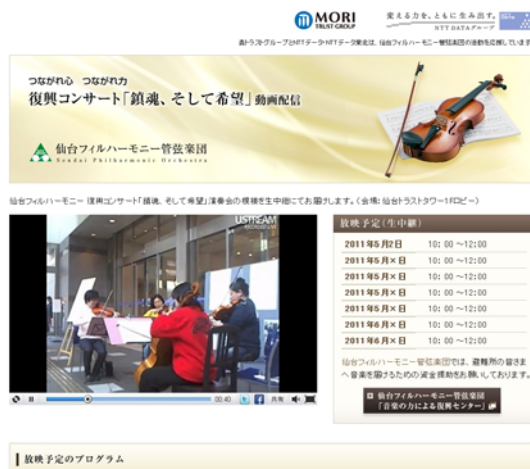 MORI
TRUST GROUP
変える力を、ともに生み出す。
NTT DATAグループ
森トラストグループとNTTデータ・NTTデータ東北は、仙台フィルハーモニー管弦楽団の活動を応援しています
つながれ心 つながれ力
復興コンサート「鎮魂、そして希望」動画配信
仙台フィルハーモニー管弦楽団
Sendai Philharmonic Orchestra
仙台フィルハーモニー 復興コンサート「鎮魂、そして希望」演奏会の模様を生中継にてお届けします。(会場:仙台トラストタワー1Fロビー)
USTREAM
RECORDED LIVE
00:40
共有
放映予定(生中継)
2011年5月2日 10:00～12:00
2011年5月×日 10:00～12:00
2011年5月×日 10:00～12:00
2011年5月×日 10:00～12:00
2011年5月×日 10:00～12:00
2011年6月×日 10:00～12:00
2011年6月×日 10:00～12:00
仙台フィルハーモニー管弦楽団では、避難所の皆さま
へ音楽を届けるための資金援助をお願いしております。
仙台フィルハーモニー管弦楽団
「音楽の力による復興センター」
放映予定のプログラム